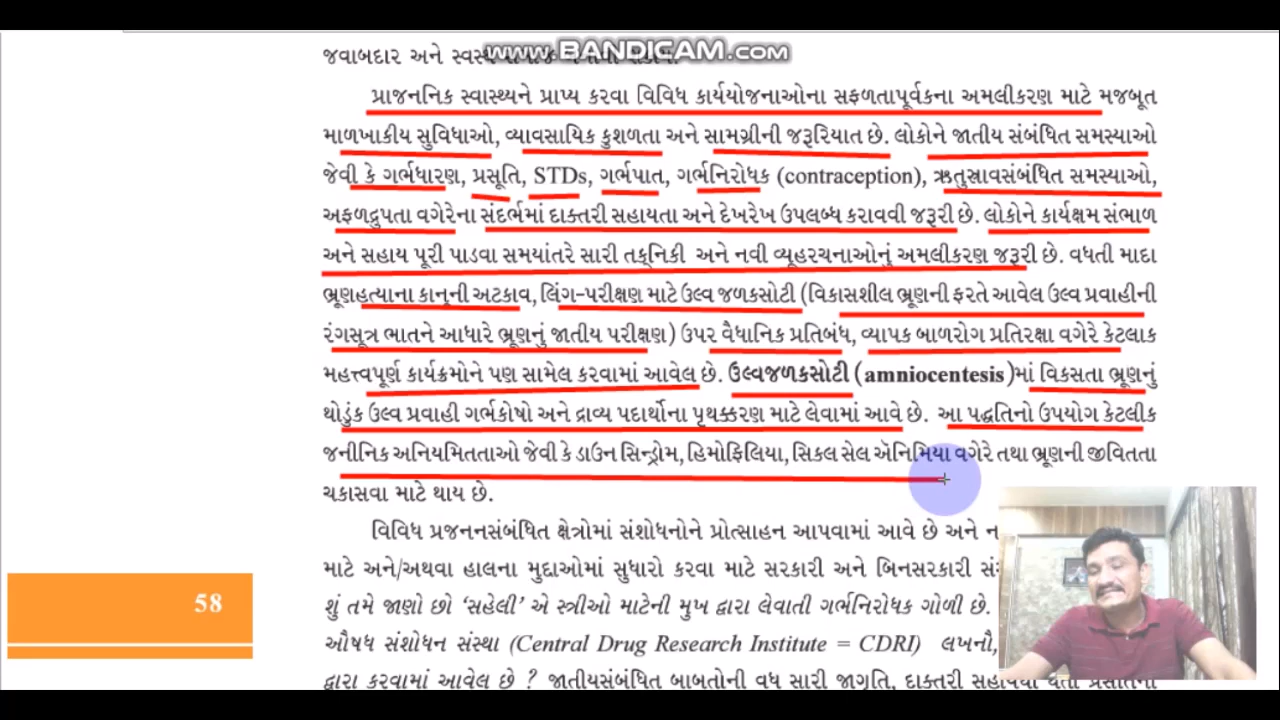 www.BANDICAM.com
જવાબદાર અને
પ્રાજનનિક સ્વાસ્થ્યને પ્રાપ્ય કરવા વિવિધ કાર્યયોજનાઓના સફળતાપૂર્વકના અમલીકરણ માટે મજબૂત
માળખાકીય સુવિધાઓ, વ્યાવસાયિક કુશળતા અને સામગ્રીની જરૂરિયાત છે. લોકોને જાતીય સંબંધિત સમસ્યાઓ
જેવી કે ગર્ભધારણ, પ્રસૂતિ, STDs, ગર્ભપાત, ગર્ભનિરોધક (contraception), ઋતુસ્રાવસંબંધિત સમસ્યાઓ,
અફળદ્રુપતા વગેરેના સંદર્ભમાં દાક્તરી સહાયતા અને દેખરેખ ઉપલબ્ધ કરાવવી જરૂરી છે. લોકોને કાર્યક્ષમ સંભાળ
અને સહાય પૂરી પાડવા સમયાંતરે સારી તક્નિકી અને નવી વ્યૂહરચનાઓનું અમલીકરણ જરૂરી છે. વધતી માદા
ભ્રૂણહત્યાના કાનૂની અટકાવ, લિંગ-પરીક્ષણ માટે ઉલ્વ જળકસોટી (વિકાસશીલ ભ્રૂણની ફરતે આવેલ ઉલ્વ પ્રવાહીની
રંગસૂત્ર ભાતને આધારે ભ્રૂણનું જાતીય પરીક્ષણ) ઉપર વૈધાનિક પ્રતિબંધ, વ્યાપક બાળરોગ પ્રતિરક્ષા વગેરે કેટલાક
મહત્ત્વપૂર્ણ કાર્યક્રમોને પણ સામેલ કરવામાં આવેલ છે. ઉલ્વજળકસોટી (amniocentesis)માં વિકસતા ભ્રૂણનું
થોડુંક ઉલ્વ પ્રવાહી ગર્ભકોષો અને દ્રાવ્ય પદાર્થોના પૃથક્કરણ માટે લેવામાં આવે છે. આ પદ્ધતિનો ઉપયોગ કેટલીક
જનીનિક અનિયમિતતાઓ જેવી કે ડાઉન સિન્ડ્રોમ, હિમોફિલિયા, સિકલ સેલ ઍનિમિયા વગેરે તથા ભ્રૂણની જીવિતતા
ચકાસવા માટે થાય છે.
વિવિધ પ્રજનનસંબંધિત ક્ષેત્રોમાં સંશોધનોને પ્રોત્સાહન આપવામાં આવે છે અને
માટે અને/અથવા હાલના મુદ્દાઓમાં સુધારો કરવા માટે સરકારી અને બિનસરકારી
58
શું તમે જાણો છો ‘સહેલી’ એ સ્ત્રીઓ માટેની મુખ દ્વારા લેવાતી ગર્ભનિરોધક ગોળી છે.
ઔષધ સંશોધન સંસ્થા (Central Drug Research Institute = CDRI) લખનૌ,
દ્વારા કરવામાં આવેલ છે ? જાતીયસંબંધિત બાબતોની વધ સારી જાગૃતિ, દાક્તરી